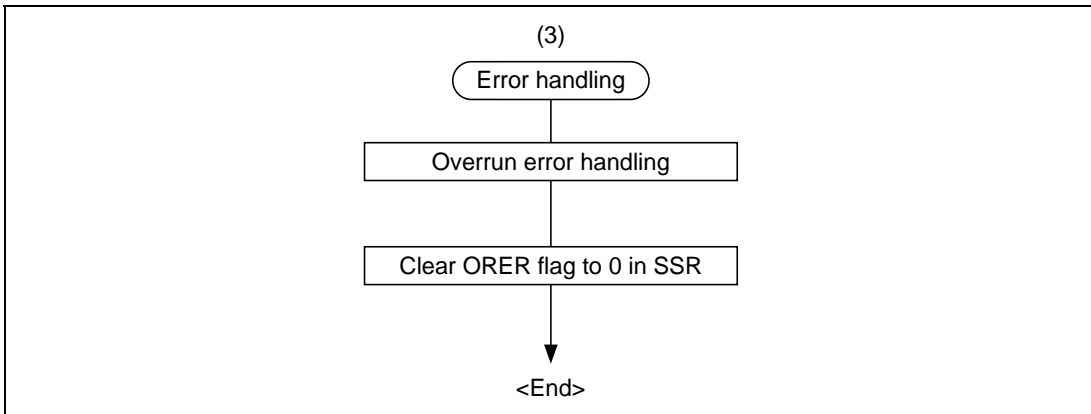 (3)
Error handling
Overrun error handling
Clear ORER flag to 0 in SSR
<End>